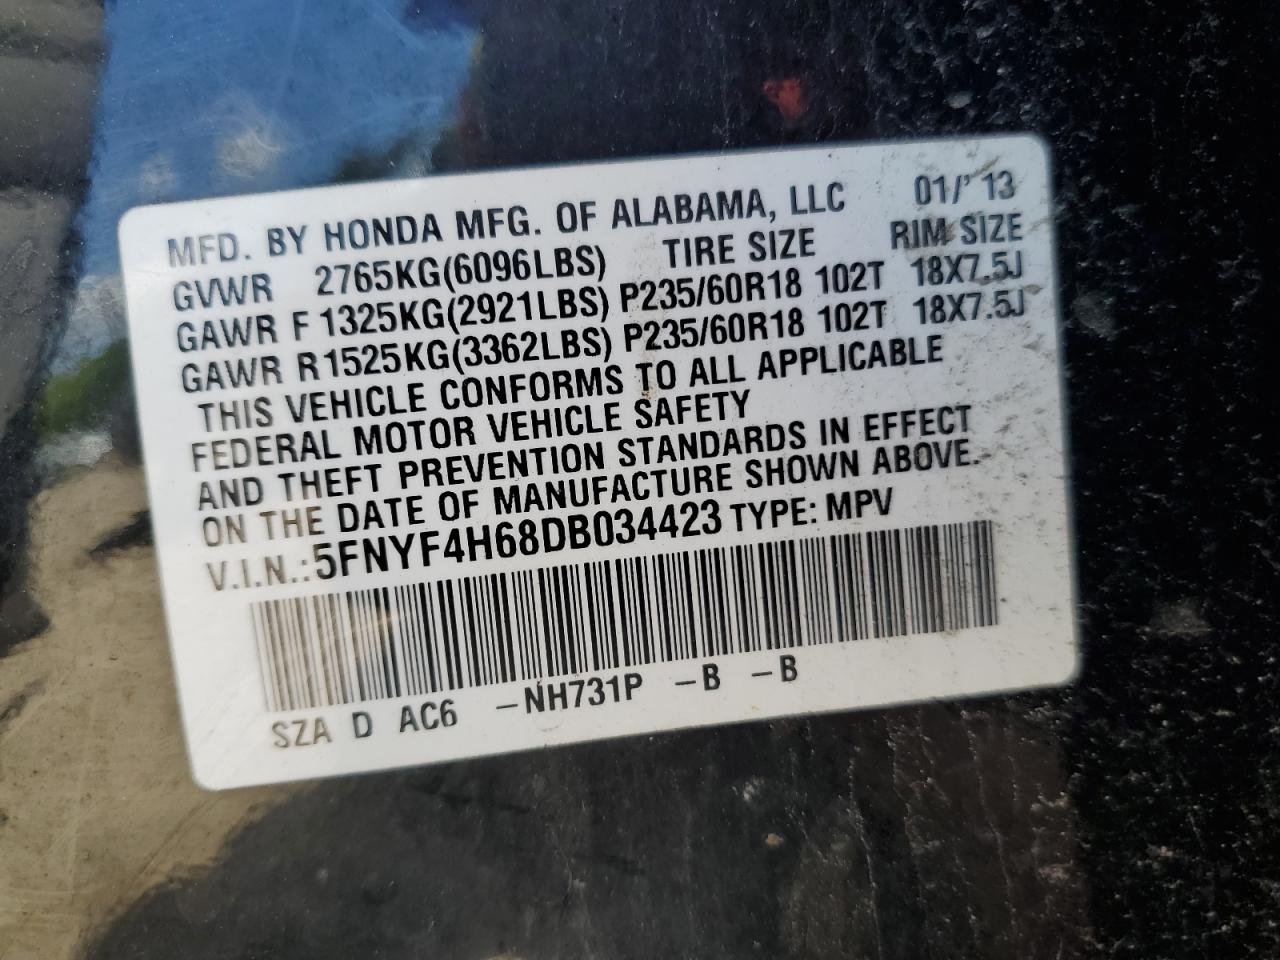 MFD. BY HONDA MFG. OF ALABAMA, LLC 01/'13
GVWR 2765KG(6096LBS) TIRE SIZE RIM SIZE
GAWR F 1325KG(2921LBS) P235/60R18 102T 18X7.5J
GAWR R 1525KG(3362LBS) P235/60R18 102T 18X7.5J
THIS VEHICLE CONFORMS TO ALL APPLICABLE
FEDERAL MOTOR VEHICLE SAFETY
AND THEFT PREVENTION STANDARDS IN EFFECT
ON THE DATE OF MANUFACTURE SHOWN ABOVE.
V.I.N.: 5FNYF4H68DB034423 TYPE: MPV
SZA D AC6 -NH731P -B -B